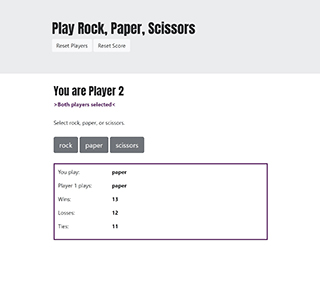 Play Rock, Paper, Scissors
Reset Players Reset Score
You are Player 2
>Both players selected<
Select rock, paper, or scissors.
rock paper scissors
You play: paper
Player 1 plays: paper
Wins: 13
Losses: 12
Ties: 11